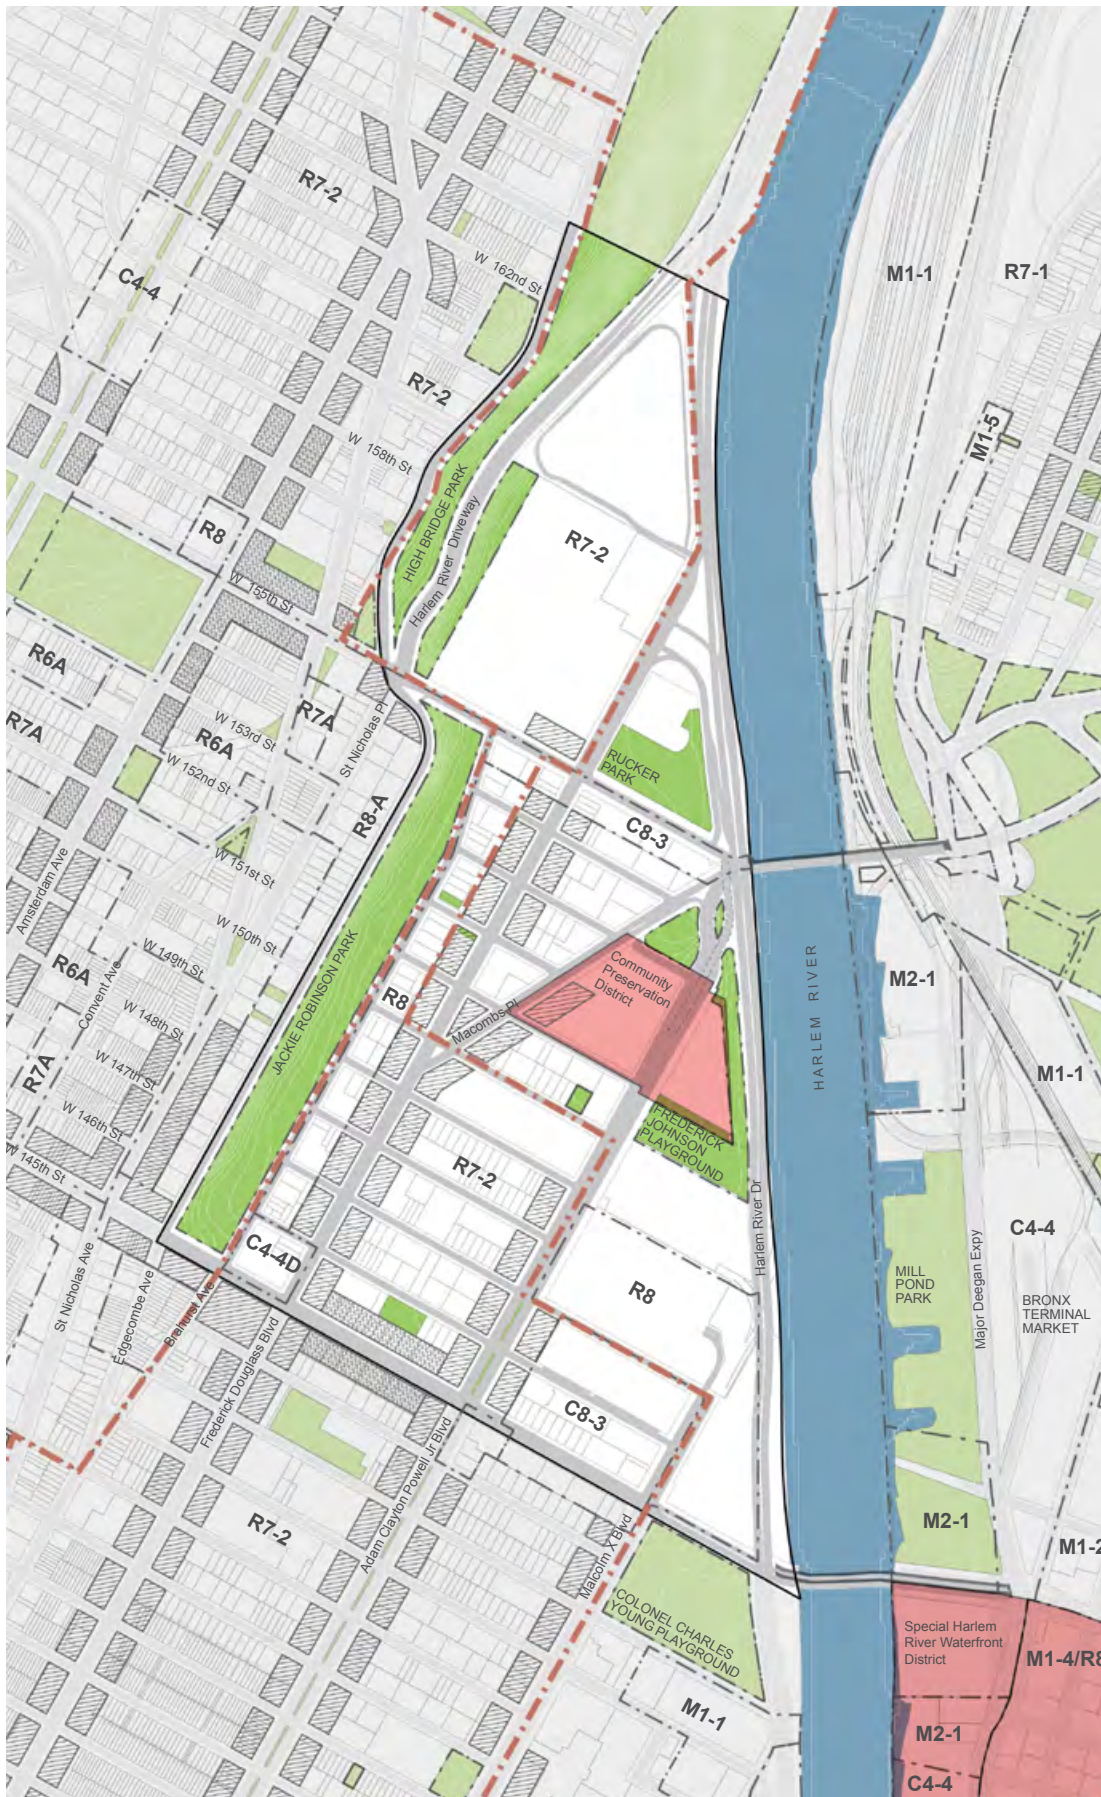 R7-2
C4-4
W 162nd St
M1-1
R7-1
R7-2
M1-5
W 158th St
HIGH BRIDGE PARK
Harlem River Driveway
R7-2
R8
W 155th St
R6A
R7A
R7A
W 153rd St
R6A
St Nicholas Pl
W 152nd St
RUCKER
PARK
R8-A
C8-3
W 151st St
Amsterdam Ave
W 150th St
Community
Preservation
District
HARLEM RIVER
M2-1
W 149th St
R6A
Convent Ave
JACKIE ROBINSON PARK
R8
Macombs Pl
W 148th St
R7A
W 147th St
M1-1
W 146th St
FREDERICK
JOHNSON
PLAYGROUND
W 145th St
R7-2
Harlem River Dr
C4-4
C4-4D
R8
MILL
POND
PARK
Major Deegan Expy
BRONX
TERMINAL
MARKET
St Nicholas Ave
Edgecombe Ave
Brahurst Ave
Frederick Douglass Blvd
C8-3
Adam Clayton Powell Jr Blvd
R7-2
M2-1
M1-2
Malcolm X Blvd
COLONEL CHARLES
YOUNG PLAYGROUND
Special Harlem
River Waterfront
District
M1-4/R8
M1-1
M2-1
C4-4